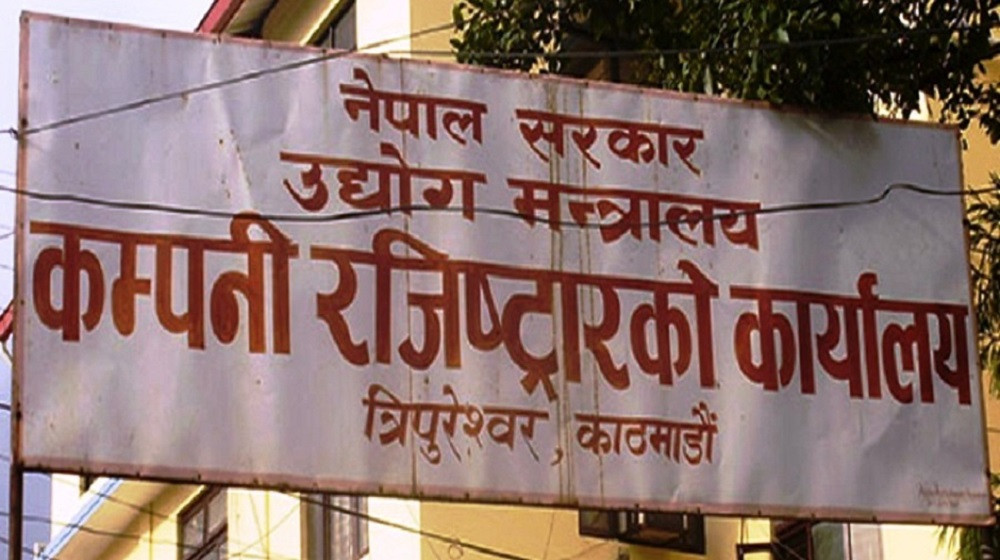 नेपाल सरकार
उद्योग मन्त्रालय
कम्पनी रजिष्ट्रारको कार्यालय
त्रिपुरेश्वर, काठमाडौं